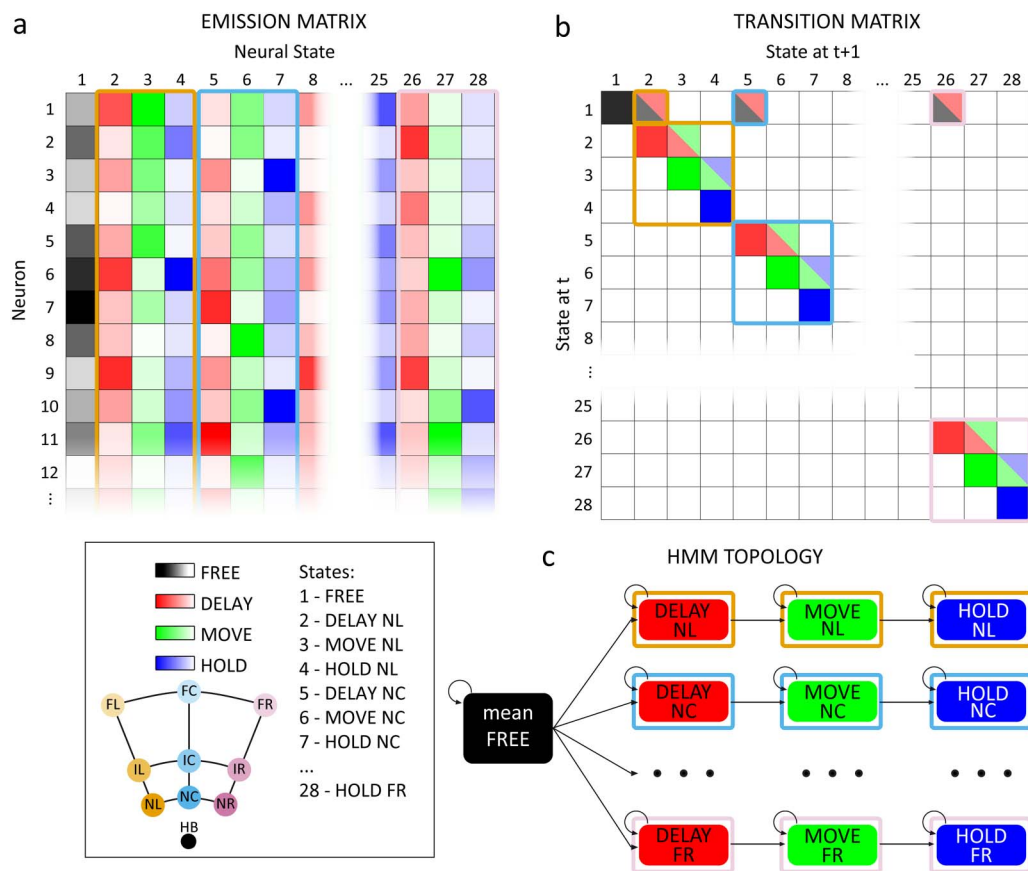 a
EMISSION MATRIX
Neural State
1 2 3 4 5 6 7 8 ... 25 26 27 28
Neuron
1
2
3
4
5
6
7
8
9
10
11
12
...
b
TRANSITION MATRIX
State at t+1
1 2 3 4 5 6 7 8 ... 25 26 27 28
State at t
1
2
3
4
5
6
7
8
...
25
26
27
28
FREE
DELAY
MOVE
HOLD
FL
FC
FR
IL
IC
IR
NL
NC
NR
HB
States:
1 - FREE
2 - DELAY NL
3 - MOVE NL
4 - HOLD NL
5 - DELAY NC
6 - MOVE NC
7 - HOLD NC
...
28 - HOLD FR
c
HMM TOPOLOGY
mean
FREE
DELAY
NL
MOVE
NL
HOLD
NL
DELAY
NC
MOVE
NC
HOLD
NC
DELAY
FR
MOVE
FR
HOLD
FR